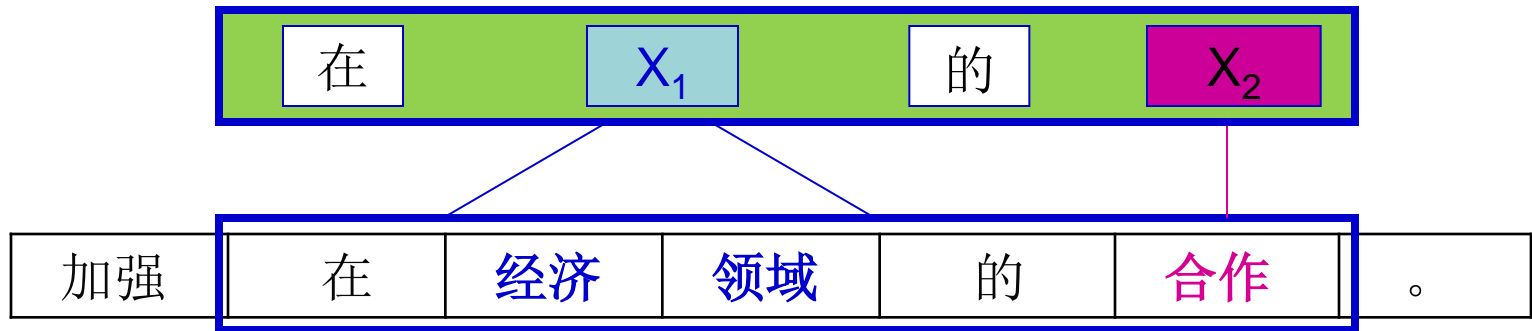 在 X₁ 的 X₂
加强 在 经济 领域 的 合作 。